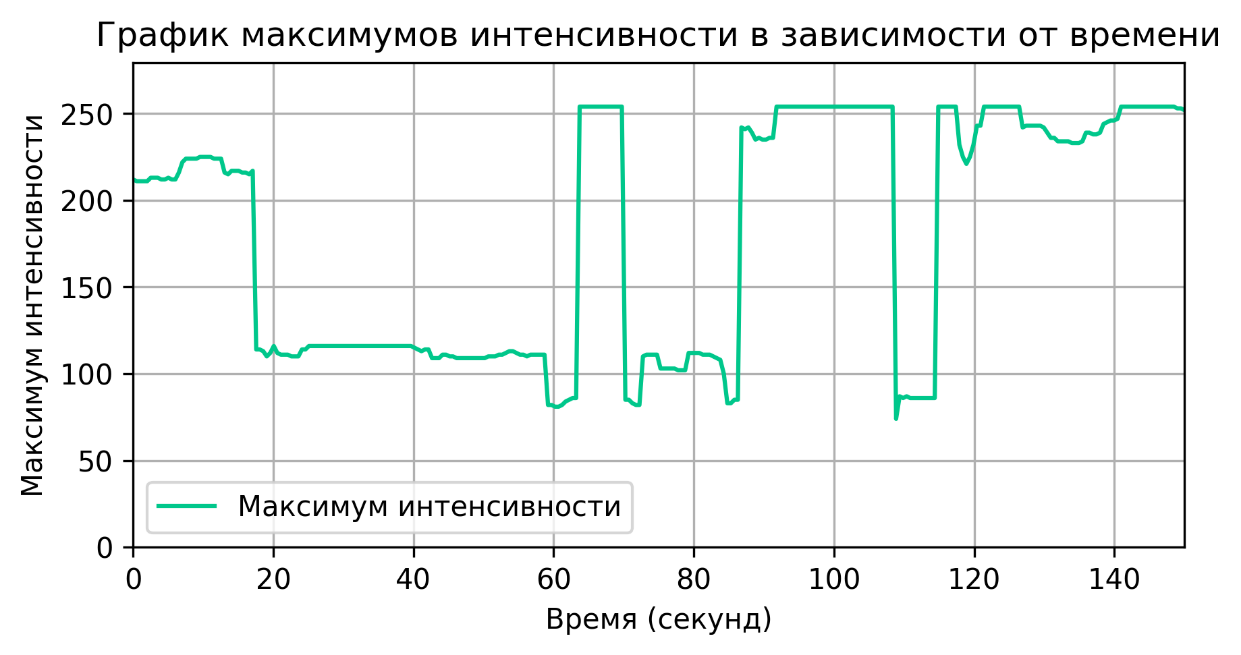 График максимумов интенсивности в зависимости от времени
Максимум интенсивности
250
200
150
100
50
0
Максимум интенсивности
0 20 40 60 80 100 120 140
Время (секунд)